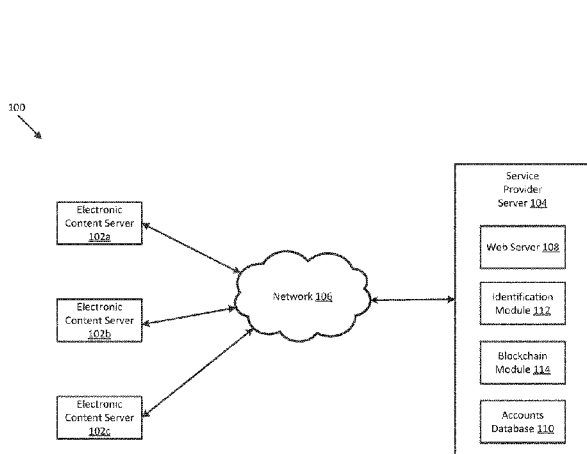 100
Electronic
Content Server
102a
Electronic
Content Server
102b
Electronic
Content Server
102c
Network 106
Service
Provider
Server 104
Web Server 108
Identification
Module 112
Blockchain
Module 114
Accounts
Database 110